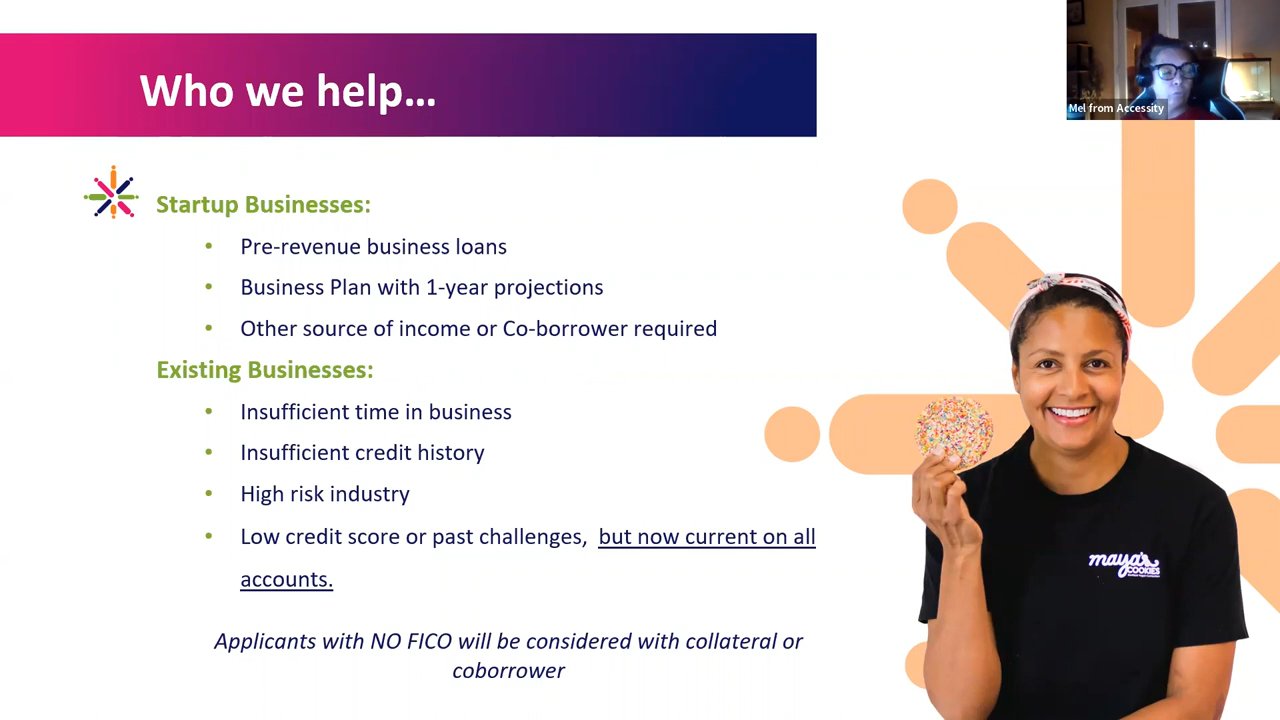 Who we help...
Mel from Accessity
Startup Businesses:
• Pre-revenue business loans
• Business Plan with 1-year projections
• Other source of income or Co-borrower required
Existing Businesses:
• Insufficient time in business
• Insufficient credit history
• High risk industry
• Low credit score or past challenges, but now current on all
accounts.
Applicants with NO FICO will be considered with collateral or
coborrower
maya's
COOKIES